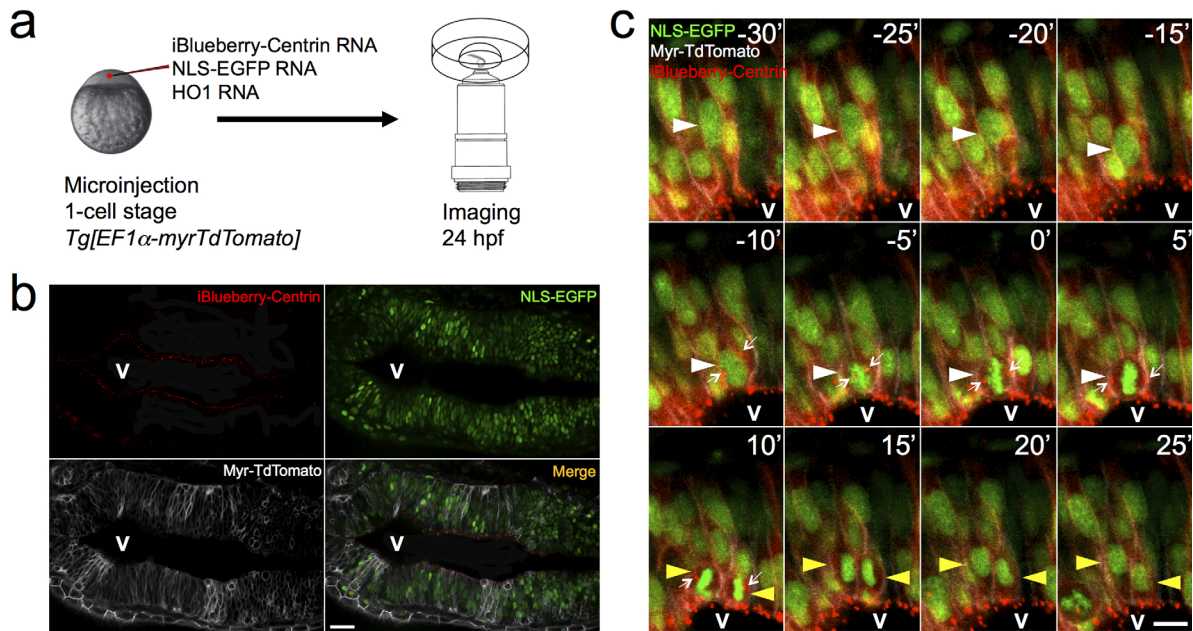 a
iBlueberry-Centrin RNA
NLS-EGFP RNA
HO1 RNA
Microinjection
1-cell stage
Tg[EF1α-myrTdTomato]
Imaging
24 hpf
b
iBlueberry-Centrin
V
NLS-EGFP
V
Myr-TdTomato
V
Merge
V
c
NLS-EGFP
Myr-TdTomato
iBlueberry-Centrin
-30’
V
-25’
V
-20’
V
-15’
V
-10’
V
-5’
V
0’
V
5’
V
10’
V
15’
V
20’
V
25’
V